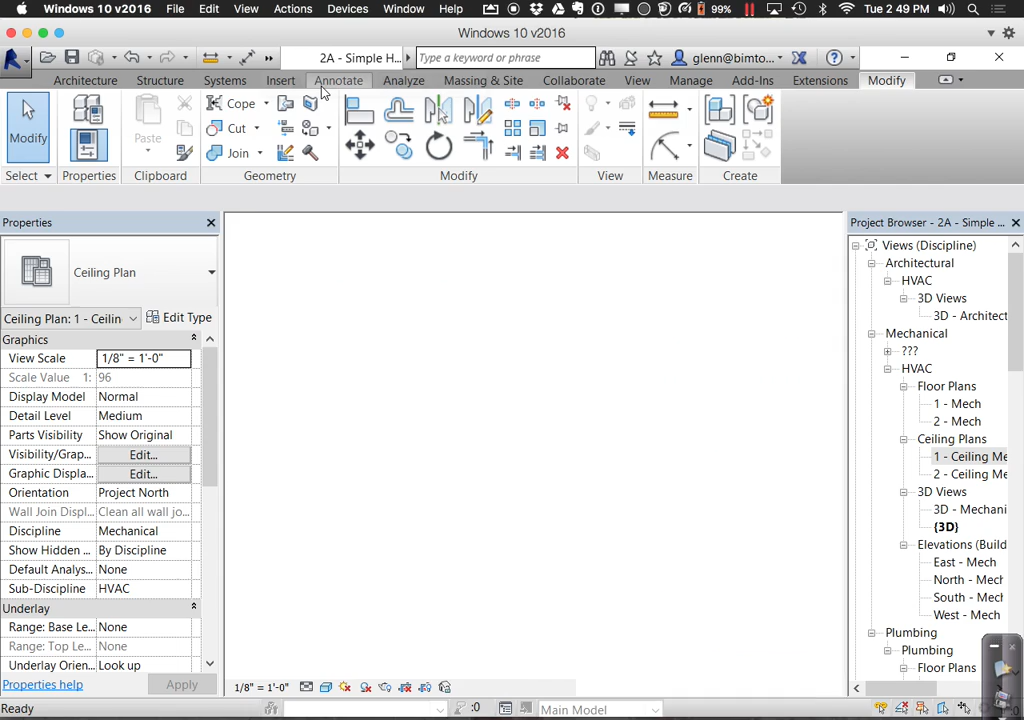 Windows 10 v2016 File Edit View Actions Devices Window Help 99% Tue 2:49 PM
Windows 10 v2016
2A - Simple H... Type a keyword or phrase glenn@bimto...
Architecture Structure Systems Insert Annotate Analyze Massing & Site Collaborate View Manage Add-Ins Extensions Modify
Modify Paste Cope
Cut
Join
Select Properties Clipboard Geometry Modify View Measure Create
Properties
Ceiling Plan
Ceiling Plan: 1 - Ceilin Edit Type
Graphics
View Scale 1/8" = 1'-0"
Scale Value 1: 96
Display Model Normal
Detail Level Medium
Parts Visibility Show Original
Visibility/Grap... Edit...
Graphic Displa... Edit...
Orientation Project North
Wall Join Displ... Clean all wall jo...
Discipline Mechanical
Show Hidden ... By Discipline
Default Analys... None
Sub-Discipline HVAC
Underlay
Range: Base Le... None
Range: Top Le... None
Underlay Orien... Look up
Properties help Apply
1/8" = 1'-0"
Project Browser - 2A - Simple ...
Views (Discipline)
Architectural
HVAC
3D Views
3D - Architect
Mechanical
???
HVAC
Floor Plans
1 - Mech
2 - Mech
Ceiling Plans
1 - Ceiling Me
2 - Ceiling Me
3D Views
3D - Mechani
{3D}
Elevations (Build
East - Mech
North - Mech
South - Mech
West - Mech
Plumbing
Plumbing
Floor Plans
Ready :0 Main Model :0